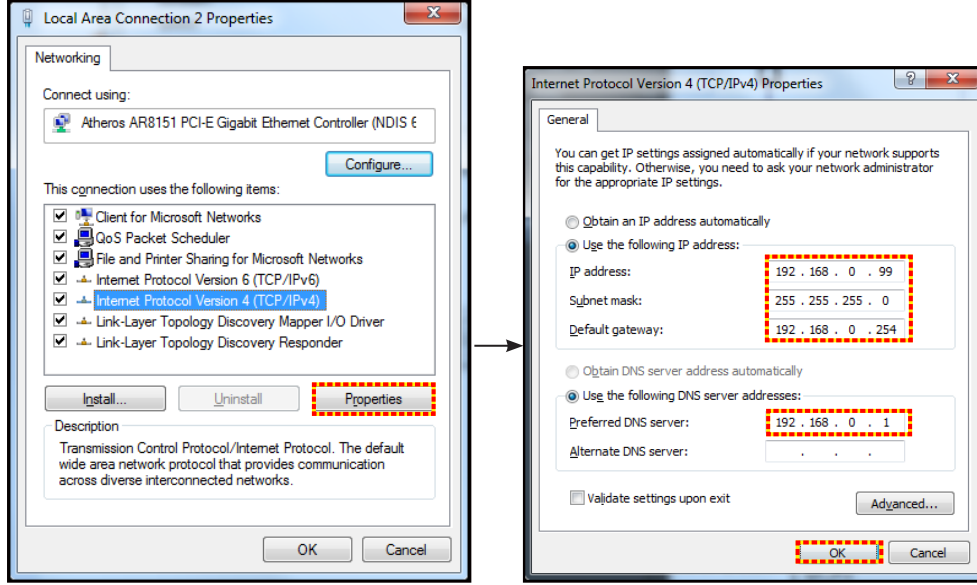 Local Area Connection 2 Properties
Networking
Connect using:
Atheros AR8151 PCI-E Gigabit Ethernet Controller (NDIS 6
Configure...
This connection uses the following items:
Client for Microsoft Networks
QoS Packet Scheduler
File and Printer Sharing for Microsoft Networks
Internet Protocol Version 6 (TCP/IPv6)
Internet Protocol Version 4 (TCP/IPv4)
Link-Layer Topology Discovery Mapper I/O Driver
Link-Layer Topology Discovery Responder
Install...
Uninstall
Properties
Description
Transmission Control Protocol/Internet Protocol. The default
wide area network protocol that provides communication
across diverse interconnected networks.
OK
Cancel
Internet Protocol Version 4 (TCP/IPv4) Properties
General
You can get IP settings assigned automatically if your network supports
this capability. Otherwise, you need to ask your network administrator
for the appropriate IP settings.
Obtain an IP address automatically
Use the following IP address:
IP address: 192 . 168 . 0 . 99
Subnet mask: 255 . 255 . 255 . 0
Default gateway: 192 . 168 . 0 . 254
Obtain DNS server address automatically
Use the following DNS server addresses:
Preferred DNS server: 192 . 168 . 0 . 1
Alternate DNS server: . . .
Validate settings upon exit
Advanced...
OK
Cancel